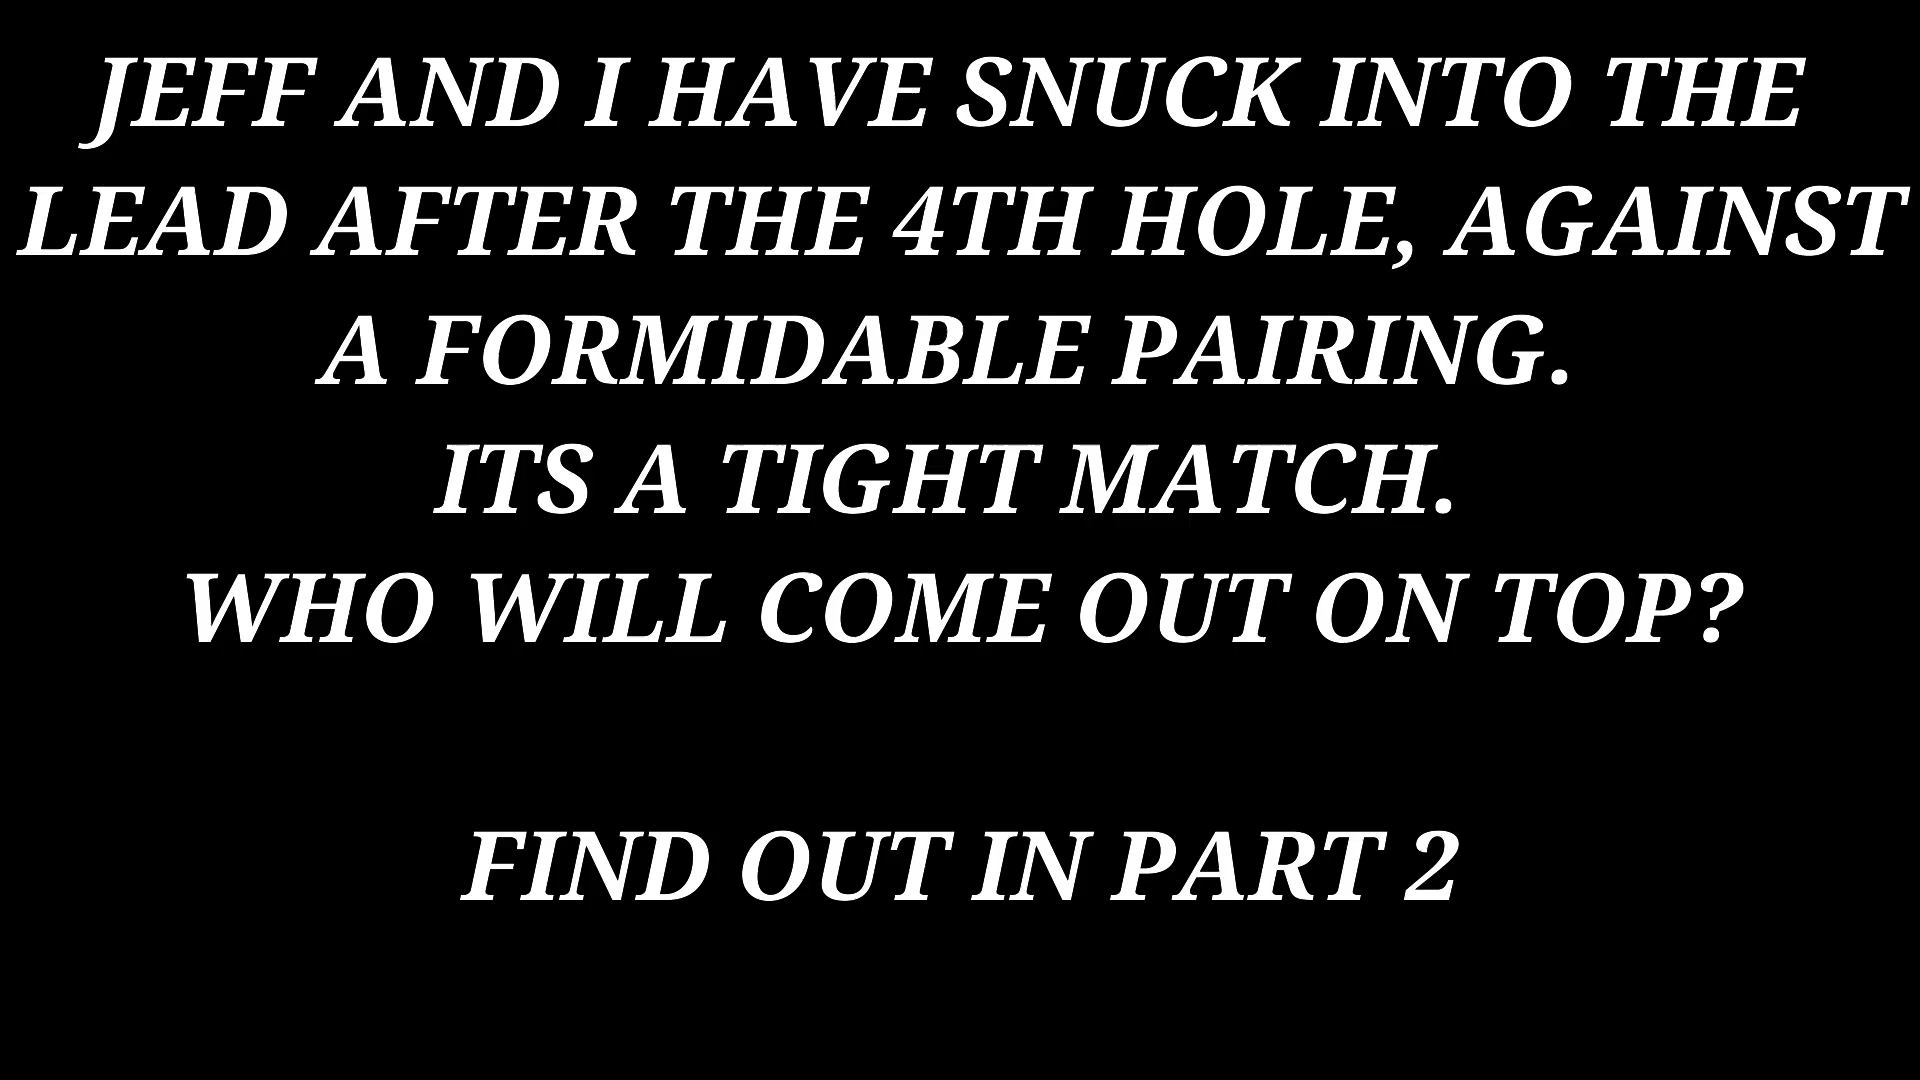 JEFF AND I HAVE SNUCK INTO THE
LEAD AFTER THE 4TH HOLE, AGAINST
A FORMIDABLE PAIRING.
ITS A TIGHT MATCH.
WHO WILL COME OUT ON TOP?
FIND OUT IN PART 2